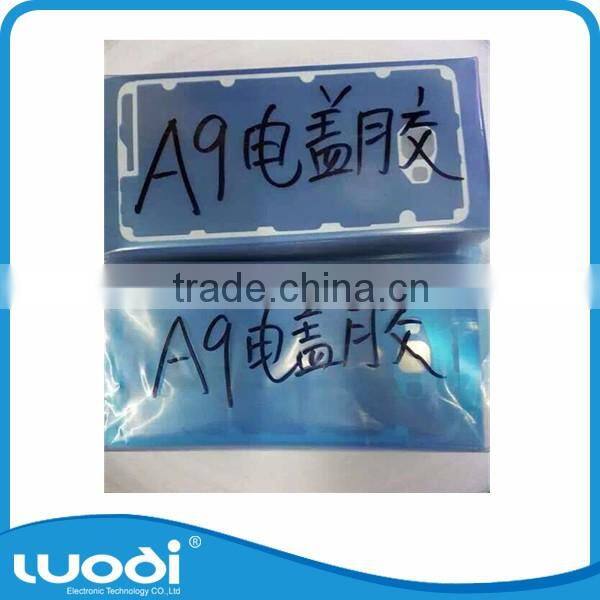 A9电盖胶
trade.china.cn
A9电盖胶
LUODI®
Electronic Technology CO.,Ltd